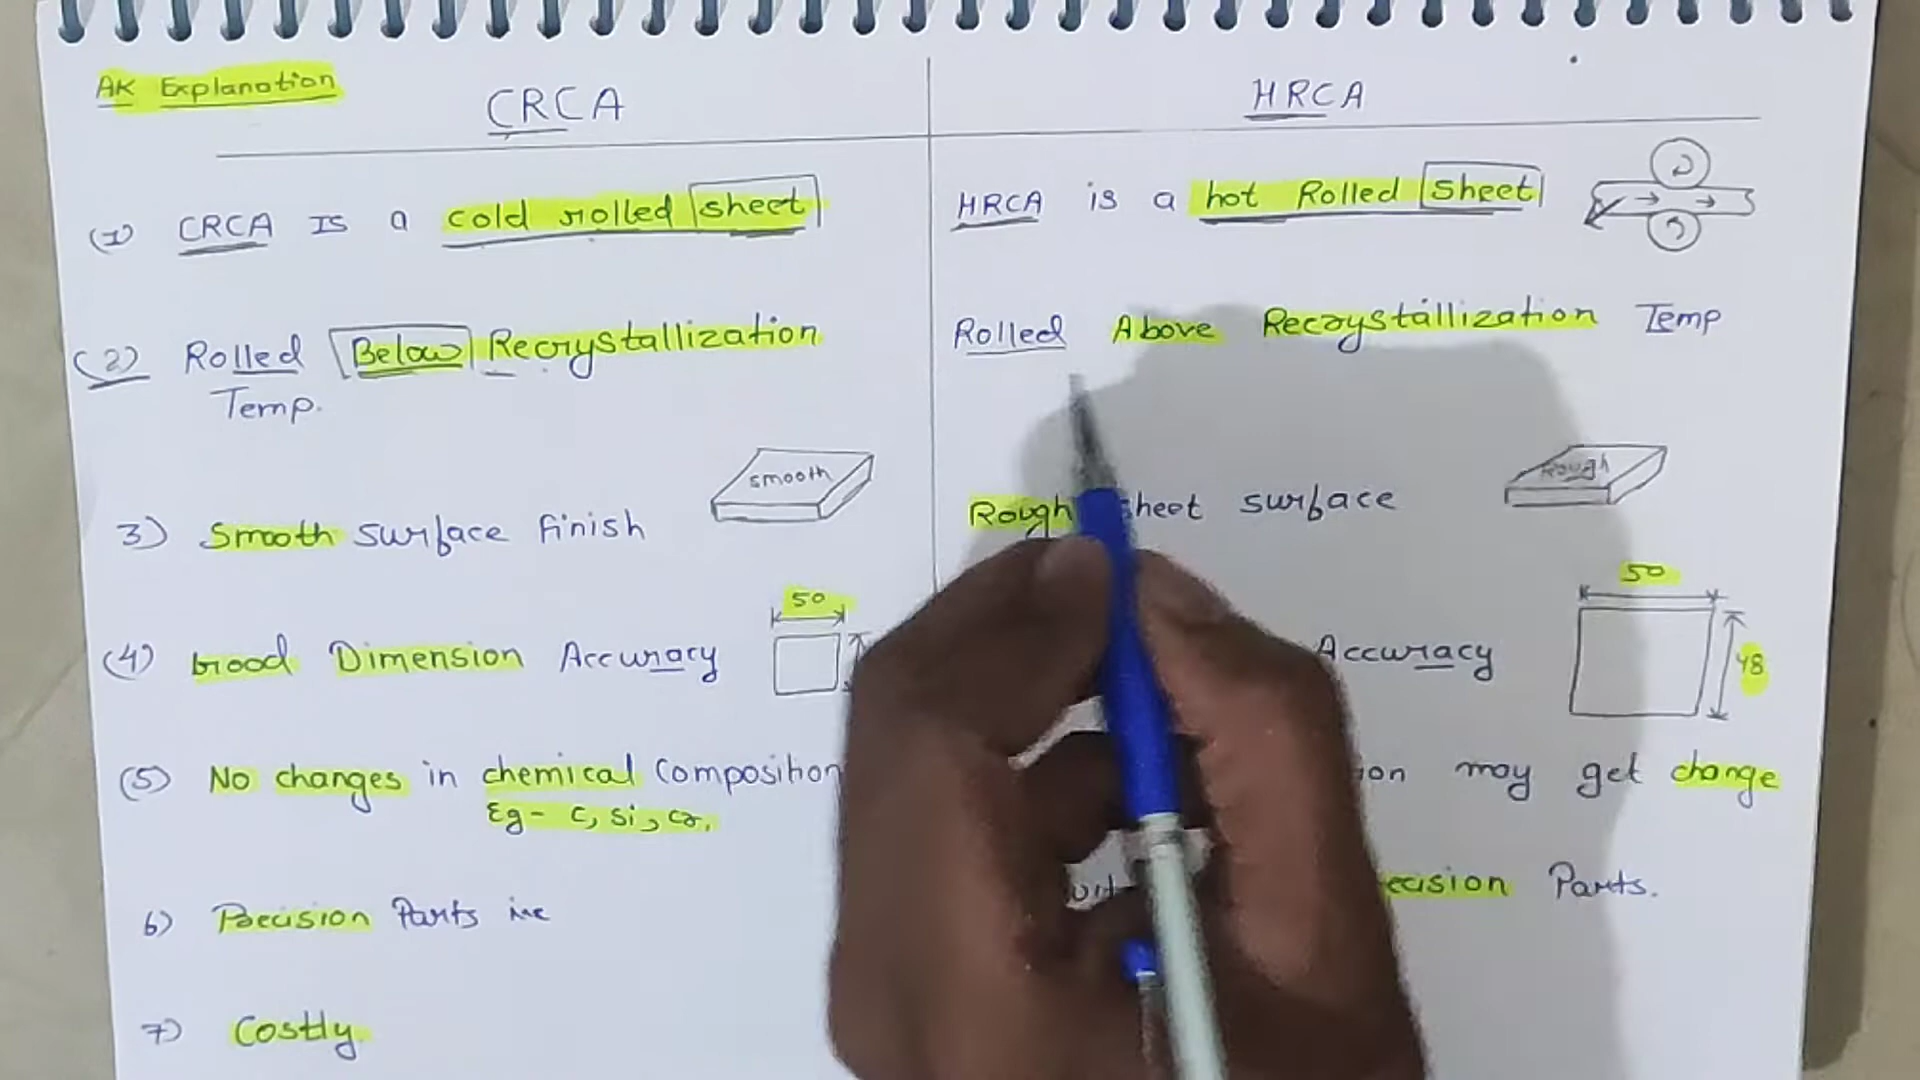 AK Explanation
CRCA
HRCA
(1) CRCA IS a cold rolled sheet
HRCA is a hot Rolled Sheet
(2) Rolled Below Recrystallization
Temp.
Rolled Above Recrystallization Temp
3) Smooth surface finish
smooth
Rough sheet surface
Rough
(4) Good Dimension Accuracy
50
Accuracy
50
48
(5) No changes in chemical composition
Eg- C, Si, Cr,
may get change
6) Precision Parts
Parts.
7) Costly.